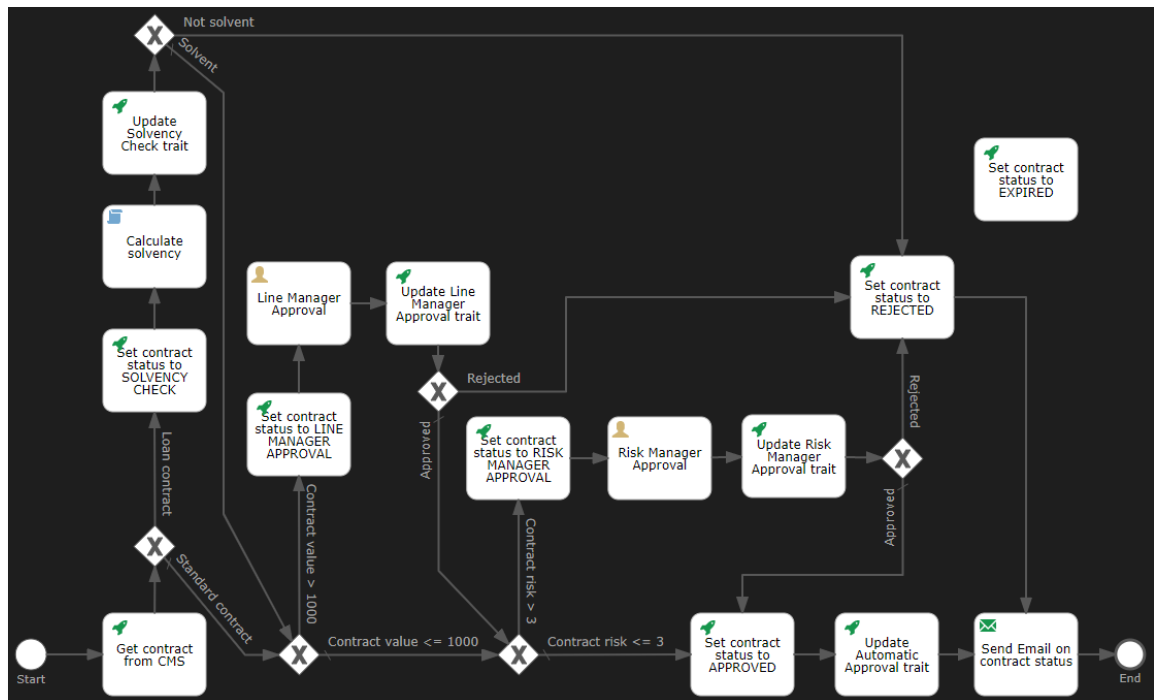 Not solvent
Solvent
Update
Solvency
Check trait
Set contract
status to
EXPIRED
Calculate
solvency
Line Manager
Approval
Update Line
Manager
Approval trait
Set contract
status to
REJECTED
Set contract
status to
SOLVENCY
CHECK
Rejected
Rejected
Set contract
status to LINE
MANAGER
APPROVAL
Approved
Set contract
status to RISK
MANAGER
APPROVAL
Risk Manager
Approval
Update Risk
Manager
Approval trait
Loan contract
Contract value > 1000
Contract risk > 3
Approved
Standard contract
Get contract
from CMS
Contract value <= 1000
Contract risk <= 3
Set contract
status to
APPROVED
Update
Automatic
Approval trait
Send Email on
contract status
Start
End